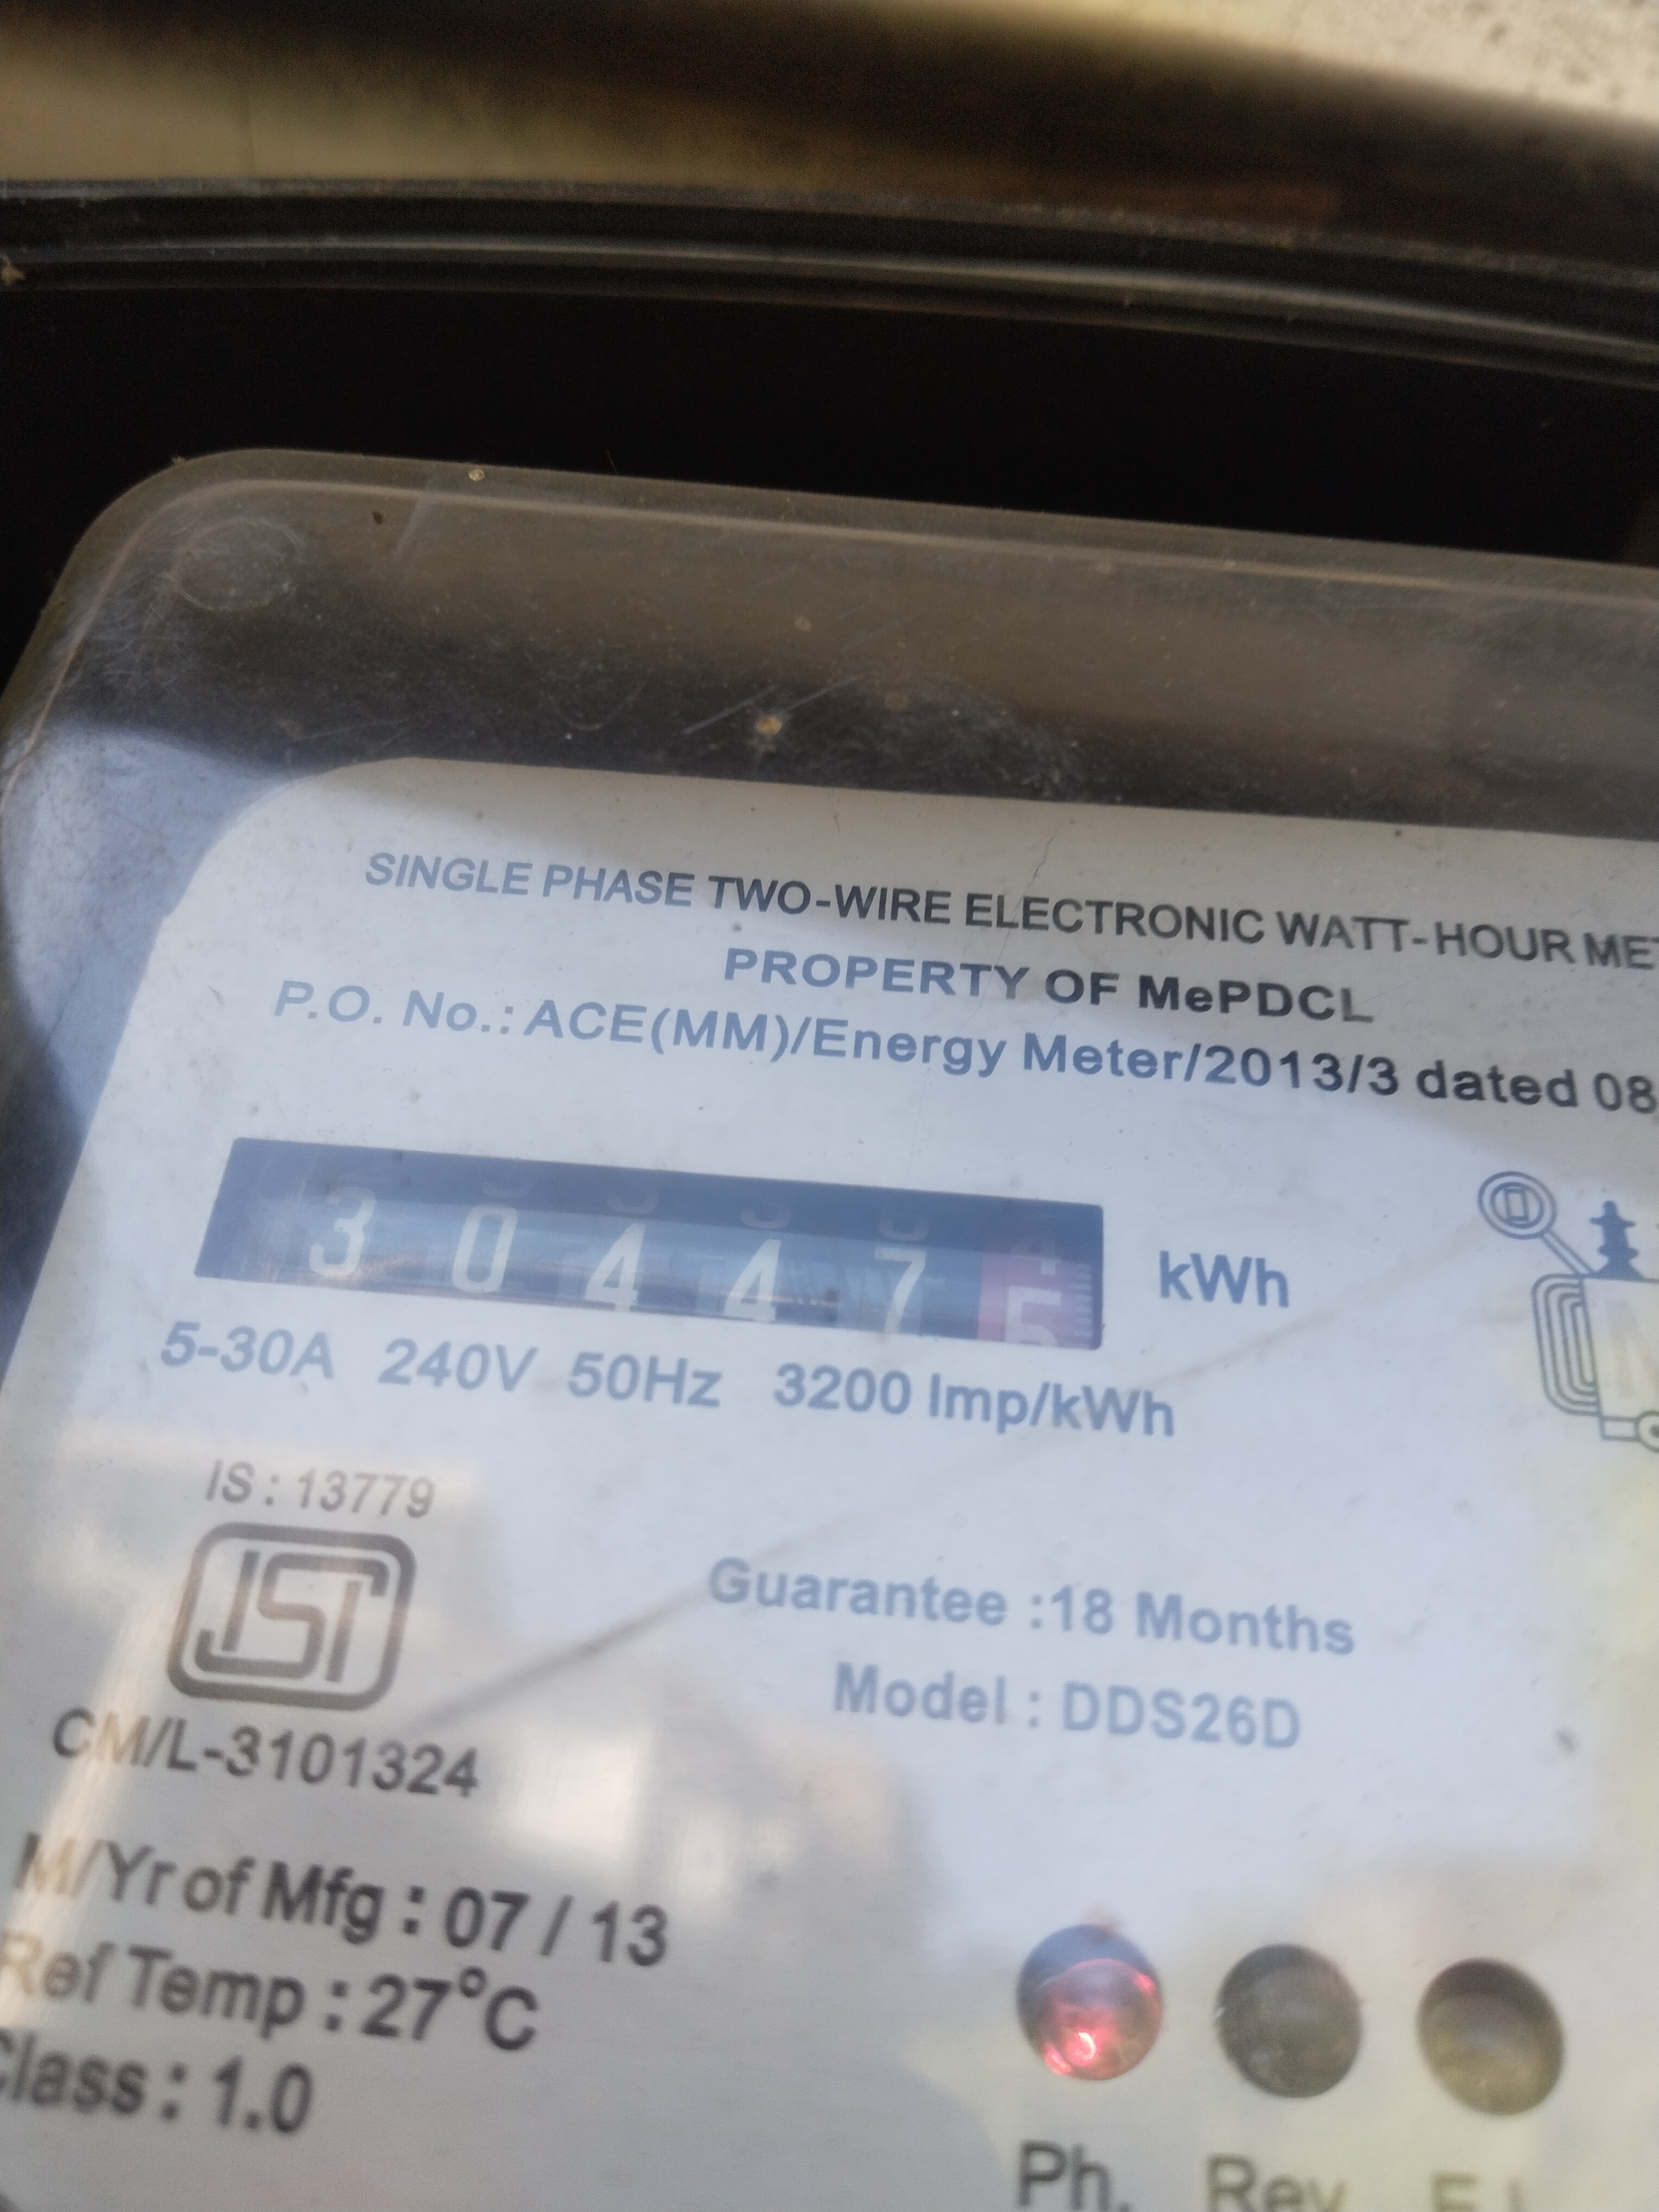 SINGLE PHASE TWO-WIRE ELECTRONIC WATT-HOUR ME
PROPERTY OF MePDCL
P.O. No.: ACE(MM)/Energy Meter/2013/3 dated 08
3 0 4 4 7 5 kWh
5-30A 240V 50Hz 3200 Imp/kWh
IS : 13779
ISI
CM/L-3101324
Guarantee :18 Months
Model : DDS26D
M/Yr of Mfg : 07 / 13
Ref Temp : 27°C
Class : 1.0
Ph. Rev